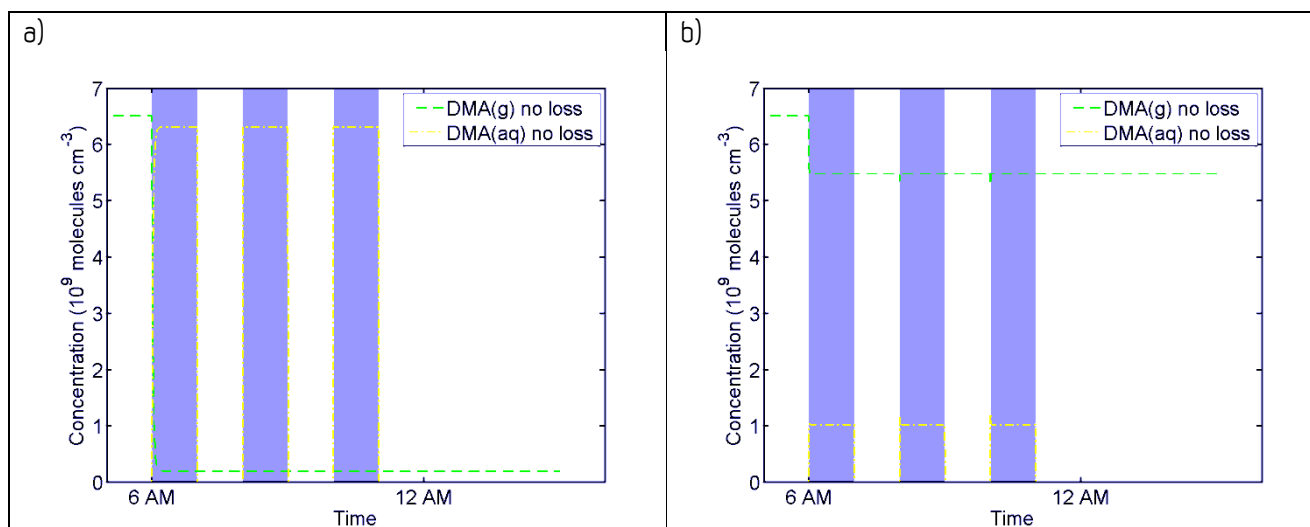 a)
7
6
5
4
3
2
1
0
Concentration (10⁹ molecules cm⁻³)
DMA(g) no loss
DMA(aq) no loss
6 AM
12 AM
Time
b)
7
6
5
4
3
2
1
0
Concentration (10⁹ molecules cm⁻³)
DMA(g) no loss
DMA(aq) no loss
6 AM
12 AM
Time